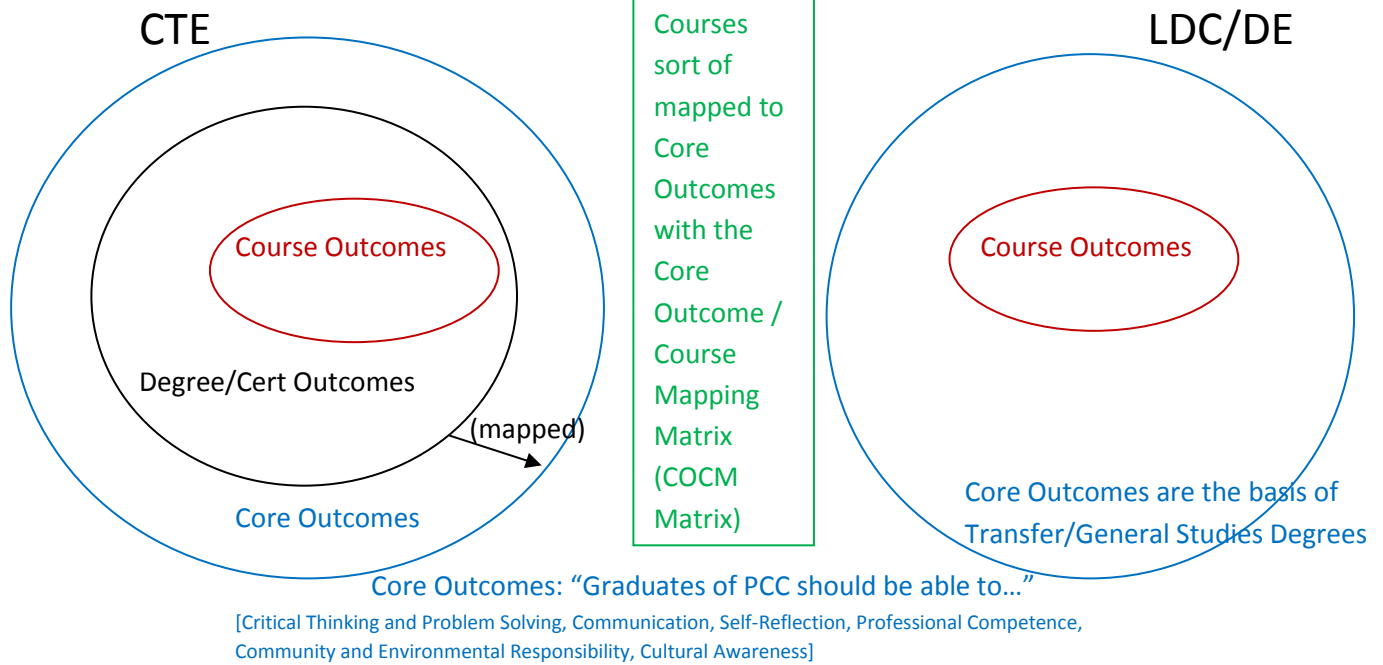 CTE
Course Outcomes
Degree/Cert Outcomes
(mapped)
Core Outcomes
Courses
sort of
mapped to
Core
Outcomes
with the
Core
Outcome /
Course
Mapping
Matrix
(COCM
Matrix)
LDC/DE
Course Outcomes
Core Outcomes are the basis of
Transfer/General Studies Degrees
Core Outcomes: “Graduates of PCC should be able to…”
[Critical Thinking and Problem Solving, Communication, Self-Reflection, Professional Competence,
Community and Environmental Responsibility, Cultural Awareness]